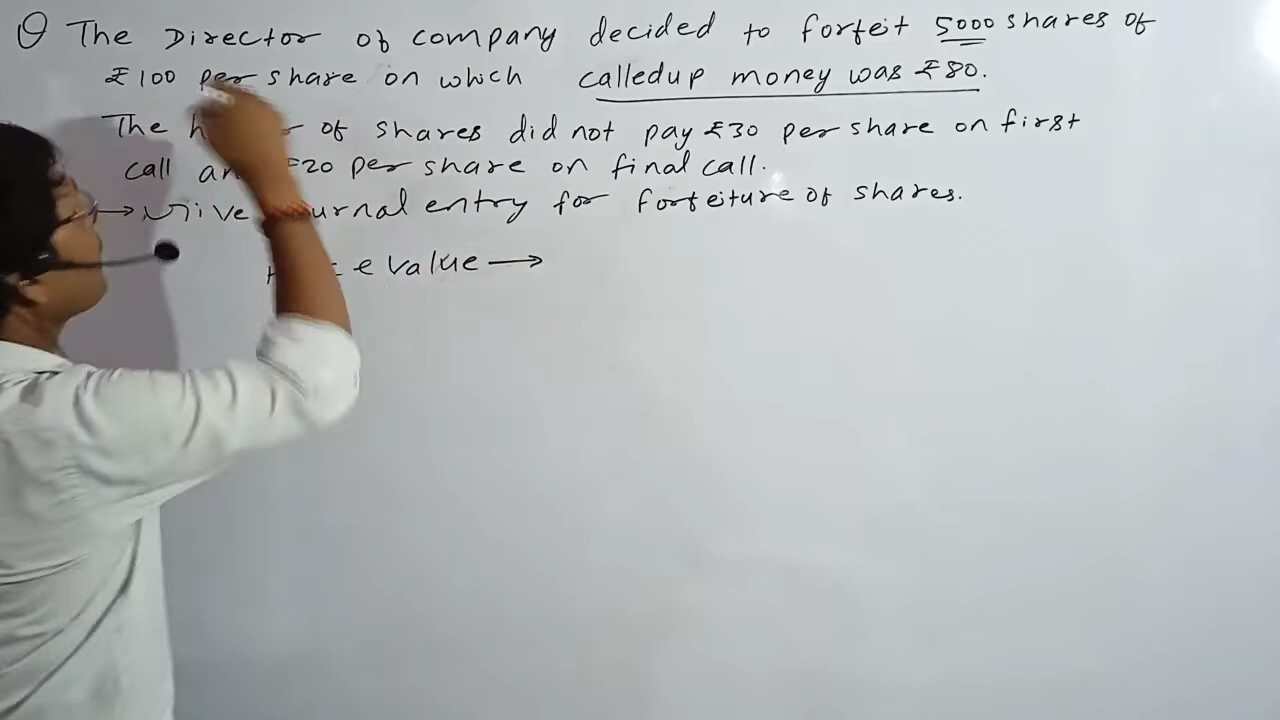 Q The Director of company decided to forfeit 5000 shares of
₹100 per share on which calledup money was ₹80.
The of shares did not pay ₹30 per share on first
call ₹20 per share on final call.
→ Give entry for forfeiture of shares.
value →